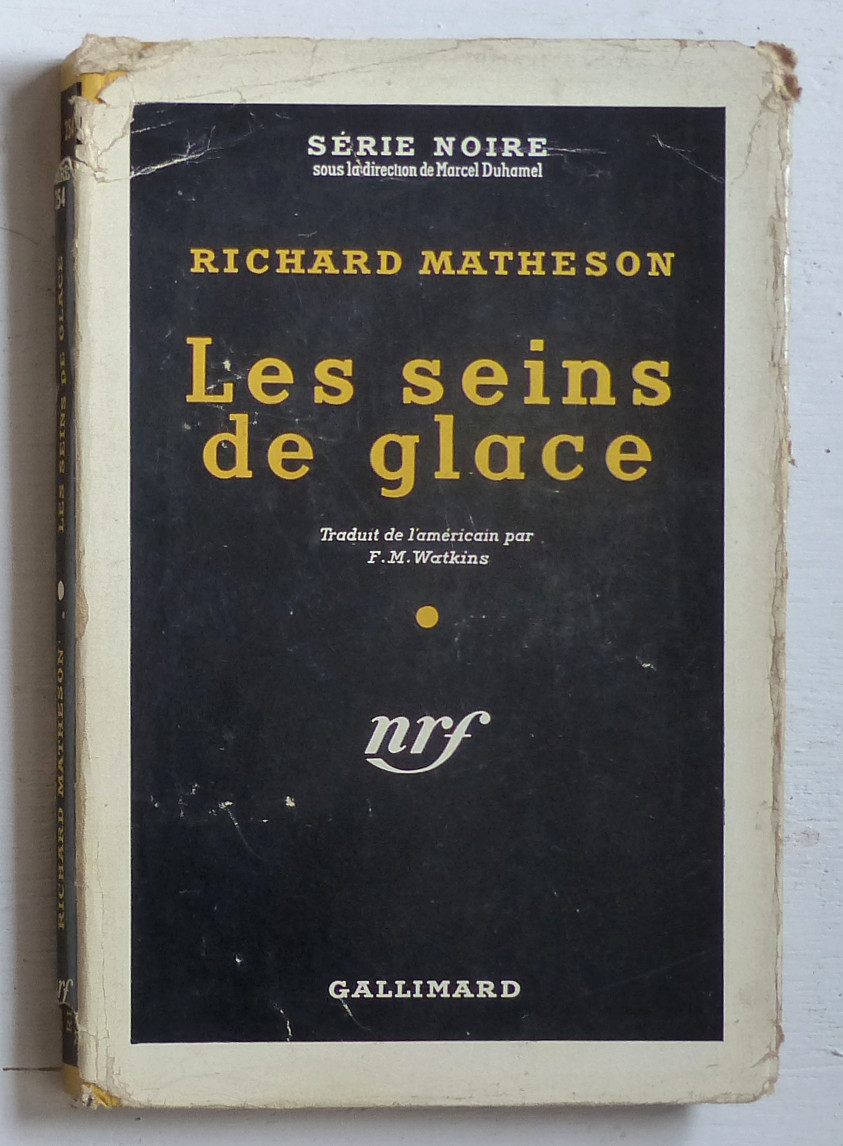 SÉRIE NOIRE
sous la direction de Marcel Duhamel
RICHARD MATHESON
Les seins
de glace
Traduit de l'américain par
F. M. Watkins
nrf
GALLIMARD
RICHARD MATHESON • LES SEINS DE GLACE
nrf